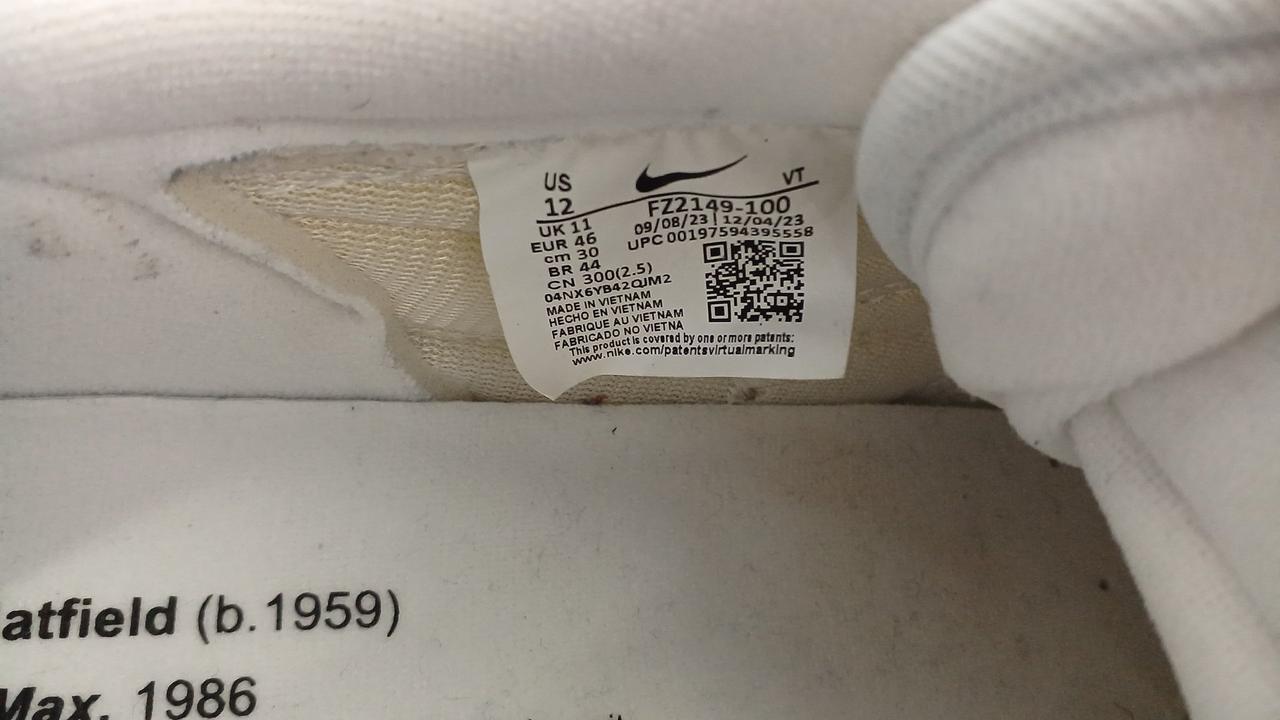 US
VT
12
FZ2149-100
UK 11
09/08/23 | 12/04/23
EUR 46
UPC 00197594395558
cm 30
BR 44
CN 300(2.5)
04NX6YB42QJM2
MADE IN VIETNAM
HECHO EN VIETNAM
FABRIQUE AU VIETNAM
FABRICADO NO VIETNA
This product is covered by one or more patents:
www.nike.com/patentsvirtualmarking
atfield (b.1959)
Max, 1986